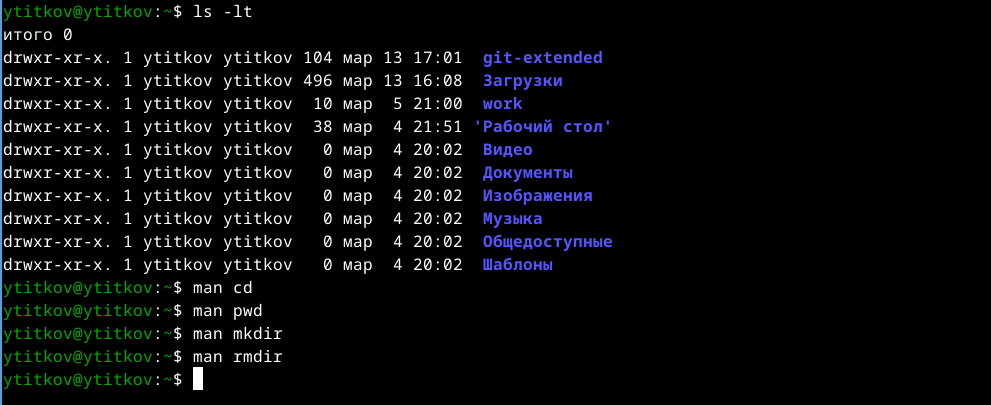 ytitkov@ytitkov:~$ ls -lt
итого 0
drwxr-xr-x. 1 ytitkov ytitkov 104 мар 13 17:01  git-extended
drwxr-xr-x. 1 ytitkov ytitkov 496 мар 13 16:08  Загрузки
drwxr-xr-x. 1 ytitkov ytitkov  10 мар  5 21:00  work
drwxr-xr-x. 1 ytitkov ytitkov  38 мар  4 21:51 'Рабочий стол'
drwxr-xr-x. 1 ytitkov ytitkov   0 мар  4 20:02  Видео
drwxr-xr-x. 1 ytitkov ytitkov   0 мар  4 20:02  Документы
drwxr-xr-x. 1 ytitkov ytitkov   0 мар  4 20:02  Изображения
drwxr-xr-x. 1 ytitkov ytitkov   0 мар  4 20:02  Музыка
drwxr-xr-x. 1 ytitkov ytitkov   0 мар  4 20:02  Общедоступные
drwxr-xr-x. 1 ytitkov ytitkov   0 мар  4 20:02  Шаблоны
ytitkov@ytitkov:~$ man cd
ytitkov@ytitkov:~$ man pwd
ytitkov@ytitkov:~$ man mkdir
ytitkov@ytitkov:~$ man rmdir
ytitkov@ytitkov:~$